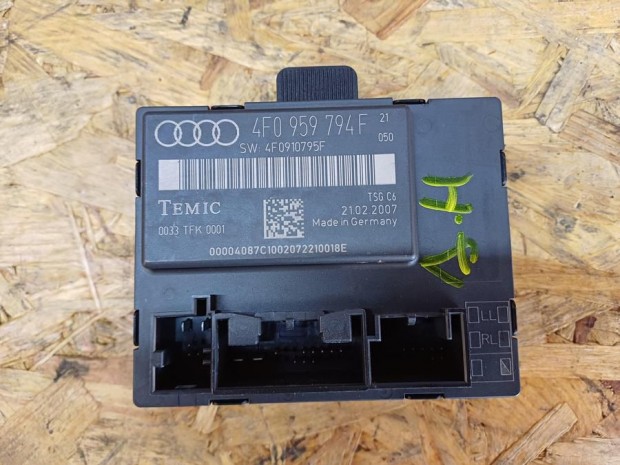 4F0 959 794 F 21
050
SW: 4F0910795F
TEMIC
TSG C6
21.02.2007
0033 TFK 0001
Made in Germany
00004087C1002072210018E
LL
RL